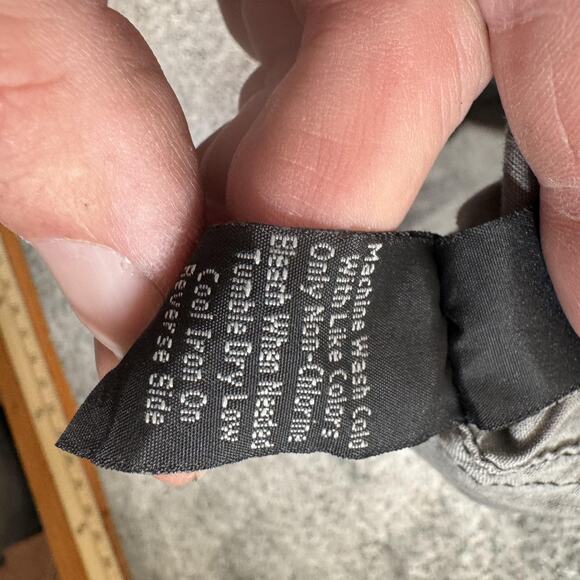 Machine Wash Cold
With Like Colors
Only Non-Chlorine
Bleach When Needed
Tumble Dry Low
Cool Iron On
Reverse Side